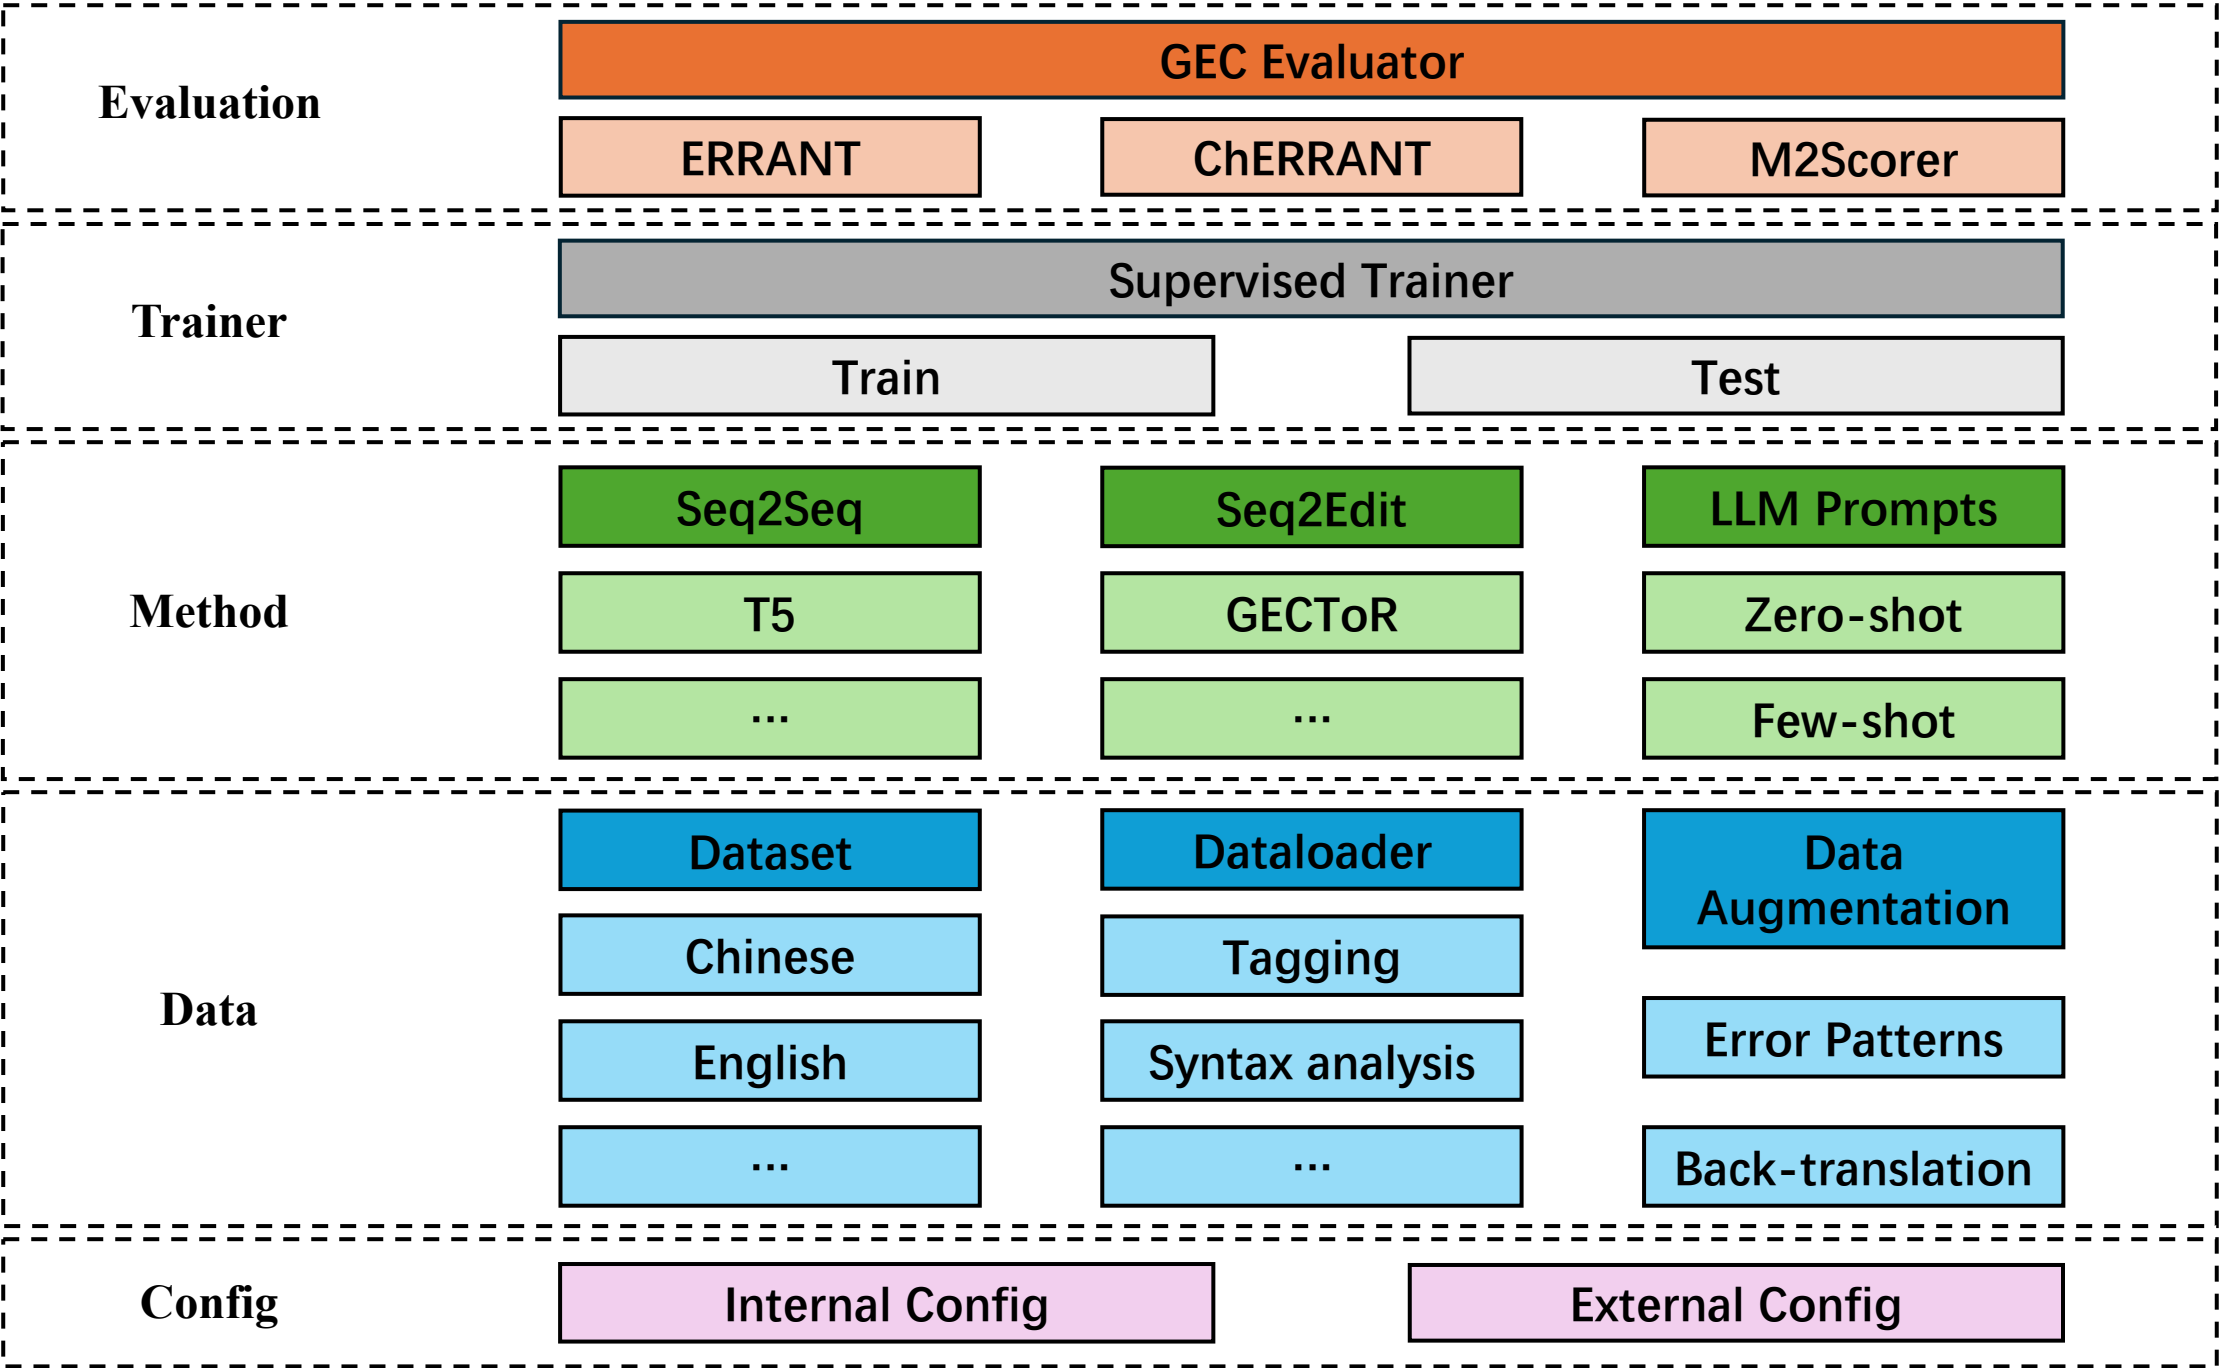 Evaluation
GEC Evaluator
ERRANT
ChERRANT
M2Scorer
Trainer
Supervised Trainer
Train
Test
Method
Seq2Seq
Seq2Edit
LLM Prompts
T5
GECToR
Zero-shot
...
...
Few-shot
Data
Dataset
Dataloader
Data
Augmentation
Chinese
Tagging
English
Syntax analysis
Error Patterns
...
...
Back-translation
Config
Internal Config
External Config